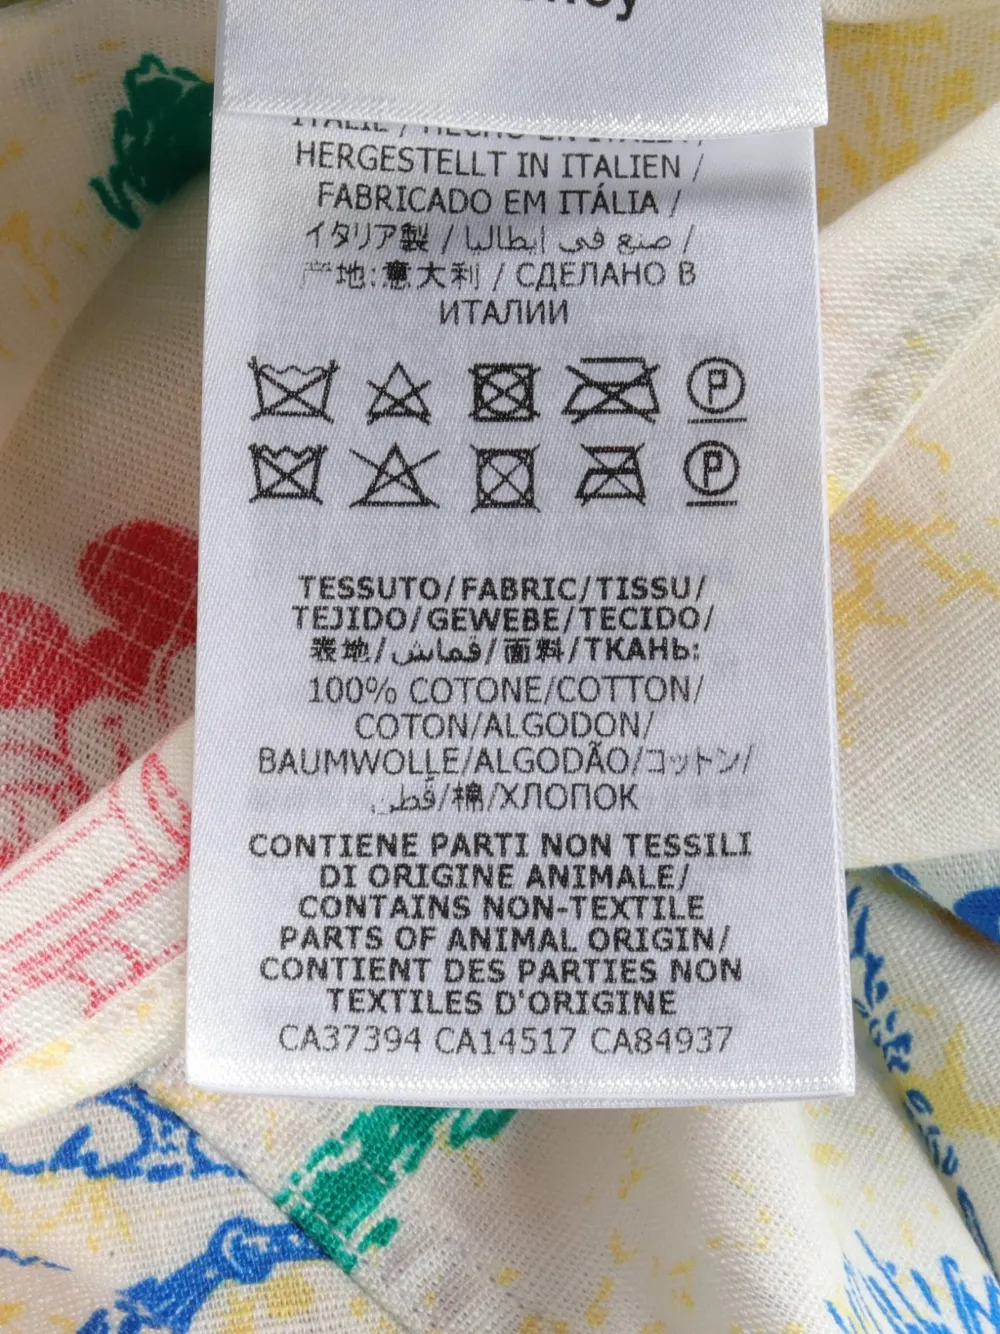 HERGESTELLT IN ITALIEN /
FABRICADO EM ITÁLIA /
イタリア製 / صنع في إيطاليا /
产地:意大利 / СДЕЛАНО В
ИТАЛИИ
P
P
TESSUTO/FABRIC/TISSU/
TEJIDO/GEWEBE/TECIDO/
表地/قماش/面料/ТКАНЬ:
100% COTONE/COTTON/
COTON/ALGODON/
BAUMWOLLE/ALGODÃO/コットン/
قطن/棉/ХЛОПОК
CONTIENE PARTI NON TESSILI
DI ORIGINE ANIMALE/
CONTAINS NON-TEXTILE
PARTS OF ANIMAL ORIGIN/
CONTIENT DES PARTIES NON
TEXTILES D'ORIGINE
CA37394 CA14517 CA84937